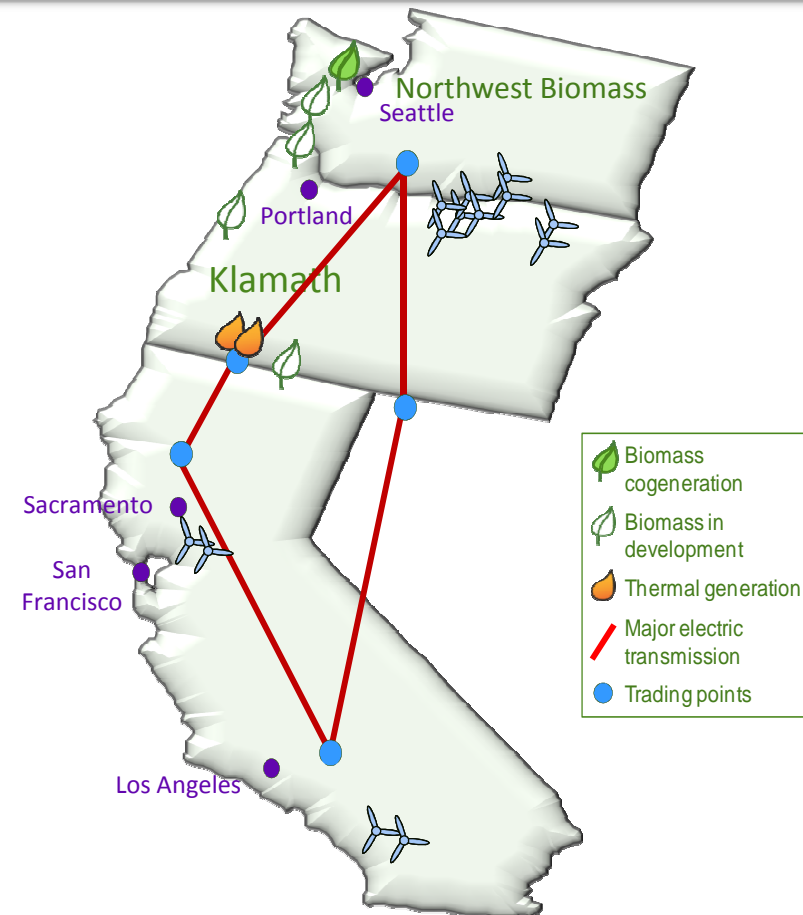 Northwest Biomass
Seattle
Portland
Klamath
Sacramento
San
Francisco
Los Angeles
Biomass
cogeneration
Biomass in
development
Thermal generation
Major electric
transmission
Trading points